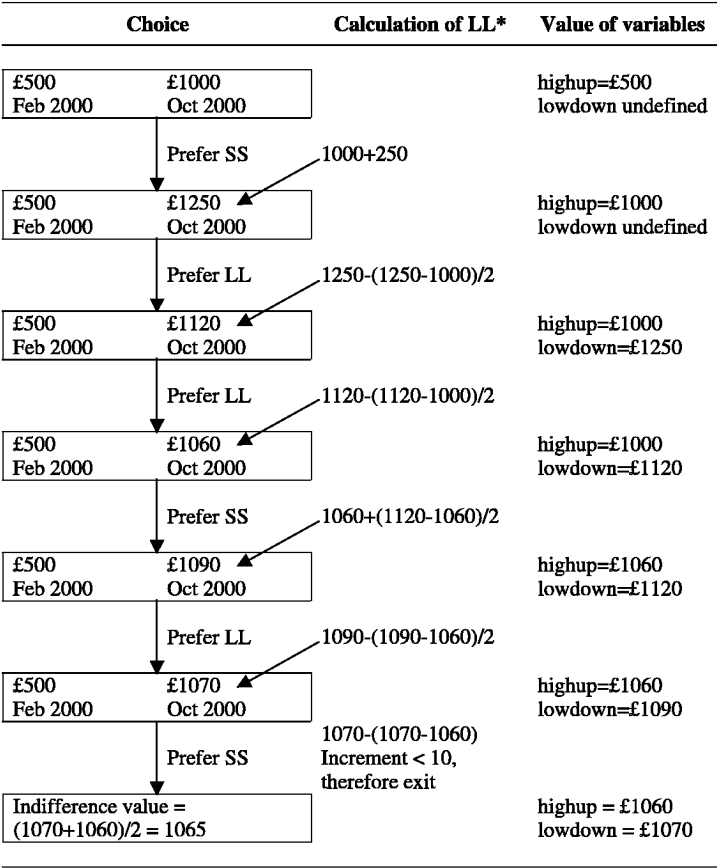 Choice Calculation of LL* Value of variables
£500 £1000 highup=£500
Feb 2000 Oct 2000 lowdown undefined
Prefer SS 1000+250
£500 £1250 highup=£1000
Feb 2000 Oct 2000 lowdown undefined
Prefer LL 1250-(1250-1000)/2
£500 £1120 highup=£1000
Feb 2000 Oct 2000 lowdown=£1250
Prefer LL 1120-(1120-1000)/2
£500 £1060 highup=£1000
Feb 2000 Oct 2000 lowdown=£1120
Prefer SS 1060+(1120-1060)/2
£500 £1090 highup=£1060
Feb 2000 Oct 2000 lowdown=£1120
Prefer LL 1090-(1090-1060)/2
£500 £1070 highup=£1060
Feb 2000 Oct 2000 lowdown=£1090
1070-(1070-1060)
Prefer SS Increment < 10,
therefore exit
Indifference value = highup = £1060
(1070+1060)/2 = 1065 lowdown = £1070